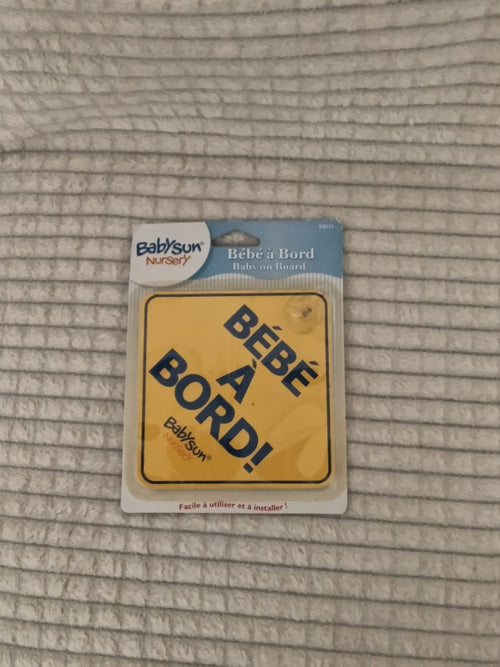 Babysun®
Nursery
Bébé à Bord
Baby on Board
BÉBÉ
À
BORD!
Babysun®
Nursery
Facile à utiliser et à installer !